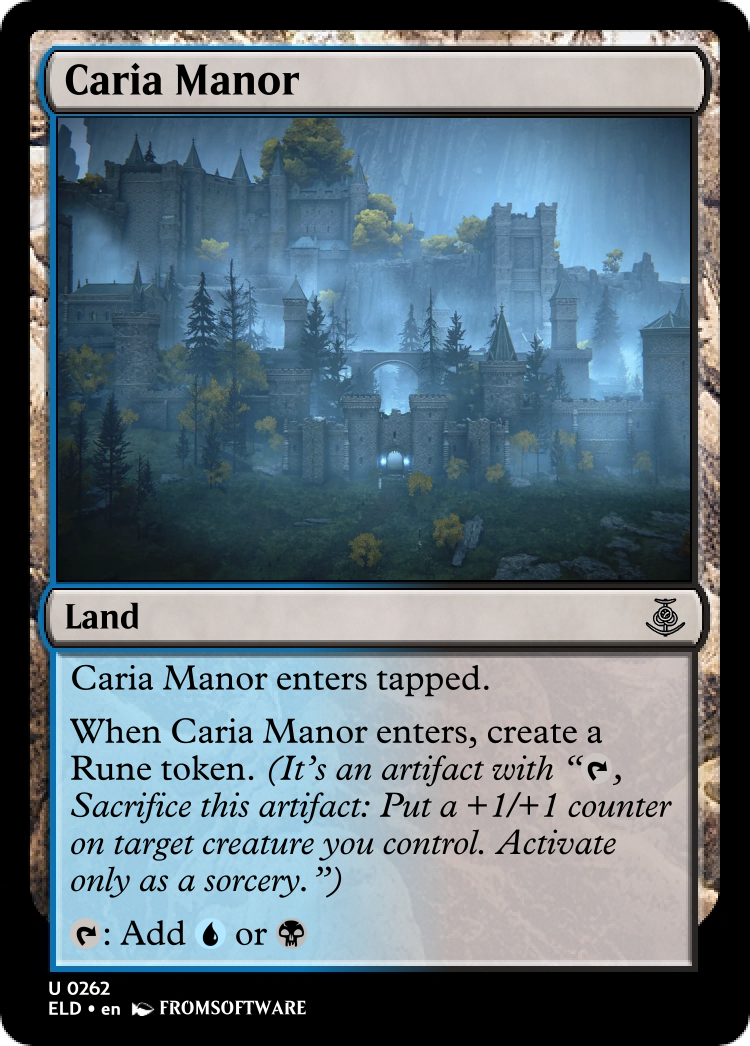 Caria Manor
Land
Caria Manor enters tapped.
When Caria Manor enters, create a
Rune token. (It's an artifact with “,
Sacrifice this artifact: Put a +1/+1 counter
on target creature you control. Activate
only as a sorcery.”)
: Add or
U 0262
ELD • en FROMSOFTWARE